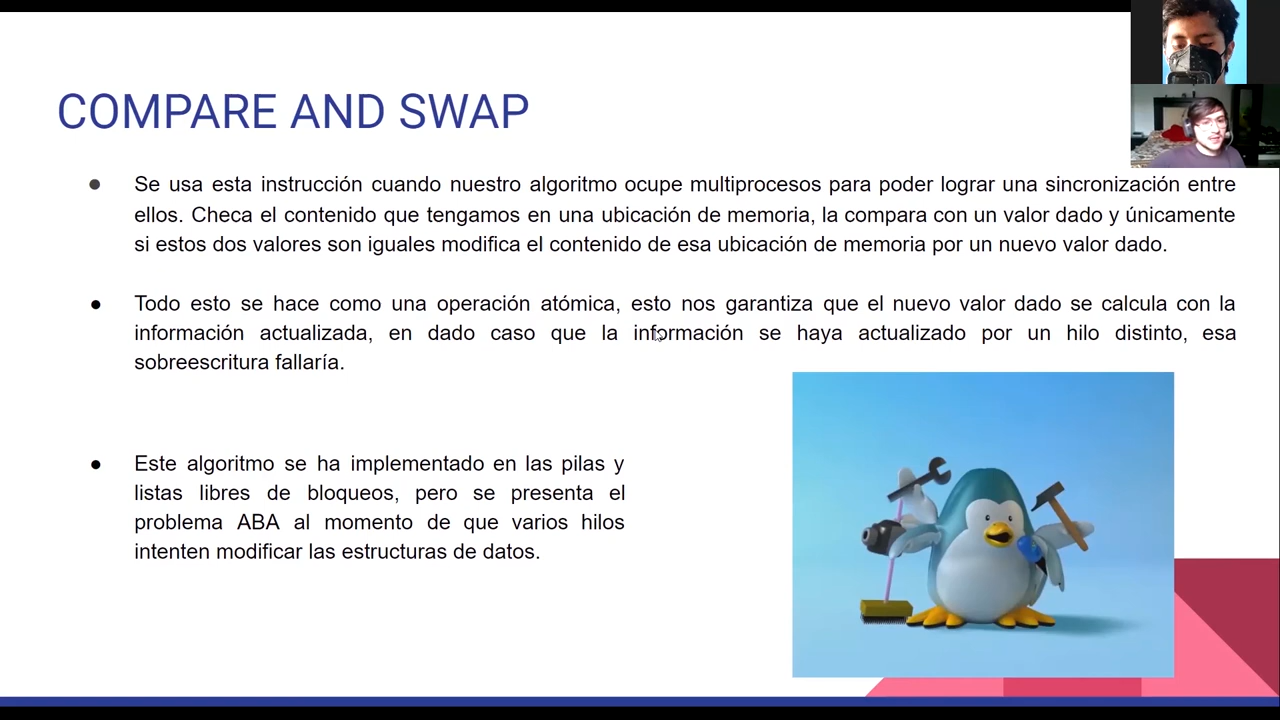 COMPARE AND SWAP
● Se usa esta instrucción cuando nuestro algoritmo ocupe multiprocesos para poder lograr una sincronización entre
ellos. Checa el contenido que tengamos en una ubicación de memoria, la compara con un valor dado y únicamente
si estos dos valores son iguales modifica el contenido de esa ubicación de memoria por un nuevo valor dado.
● Todo esto se hace como una operación atómica, esto nos garantiza que el nuevo valor dado se calcula con la
información actualizada, en dado caso que la información se haya actualizado por un hilo distinto, esa
sobreescritura fallaría.
● Este algoritmo se ha implementado en las pilas y
listas libres de bloqueos, pero se presenta el
problema ABA al momento de que varios hilos
intenten modificar las estructuras de datos.